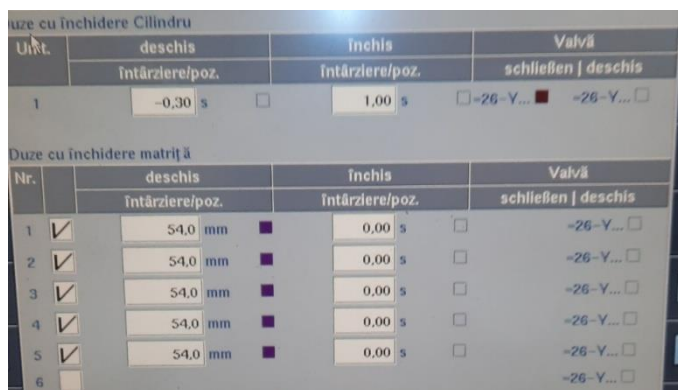 uze cu închidere Cilindru
Unit. deschis închis Valvă
întârziere/poz. întârziere/poz. schließen | deschis
1 -0,30 s 1,00 s =26-Y... =26-Y...
Duze cu închidere matriță
Nr. deschis închis Valvă
întârziere/poz. întârziere/poz. schließen | deschis
1 54,0 mm 0,00 s =26-Y...
2 54,0 mm 0,00 s =26-Y...
3 54,0 mm 0,00 s =26-Y...
4 54,0 mm 0,00 s =26-Y...
5 54,0 mm 0,00 s =26-Y...
6 =26-Y...